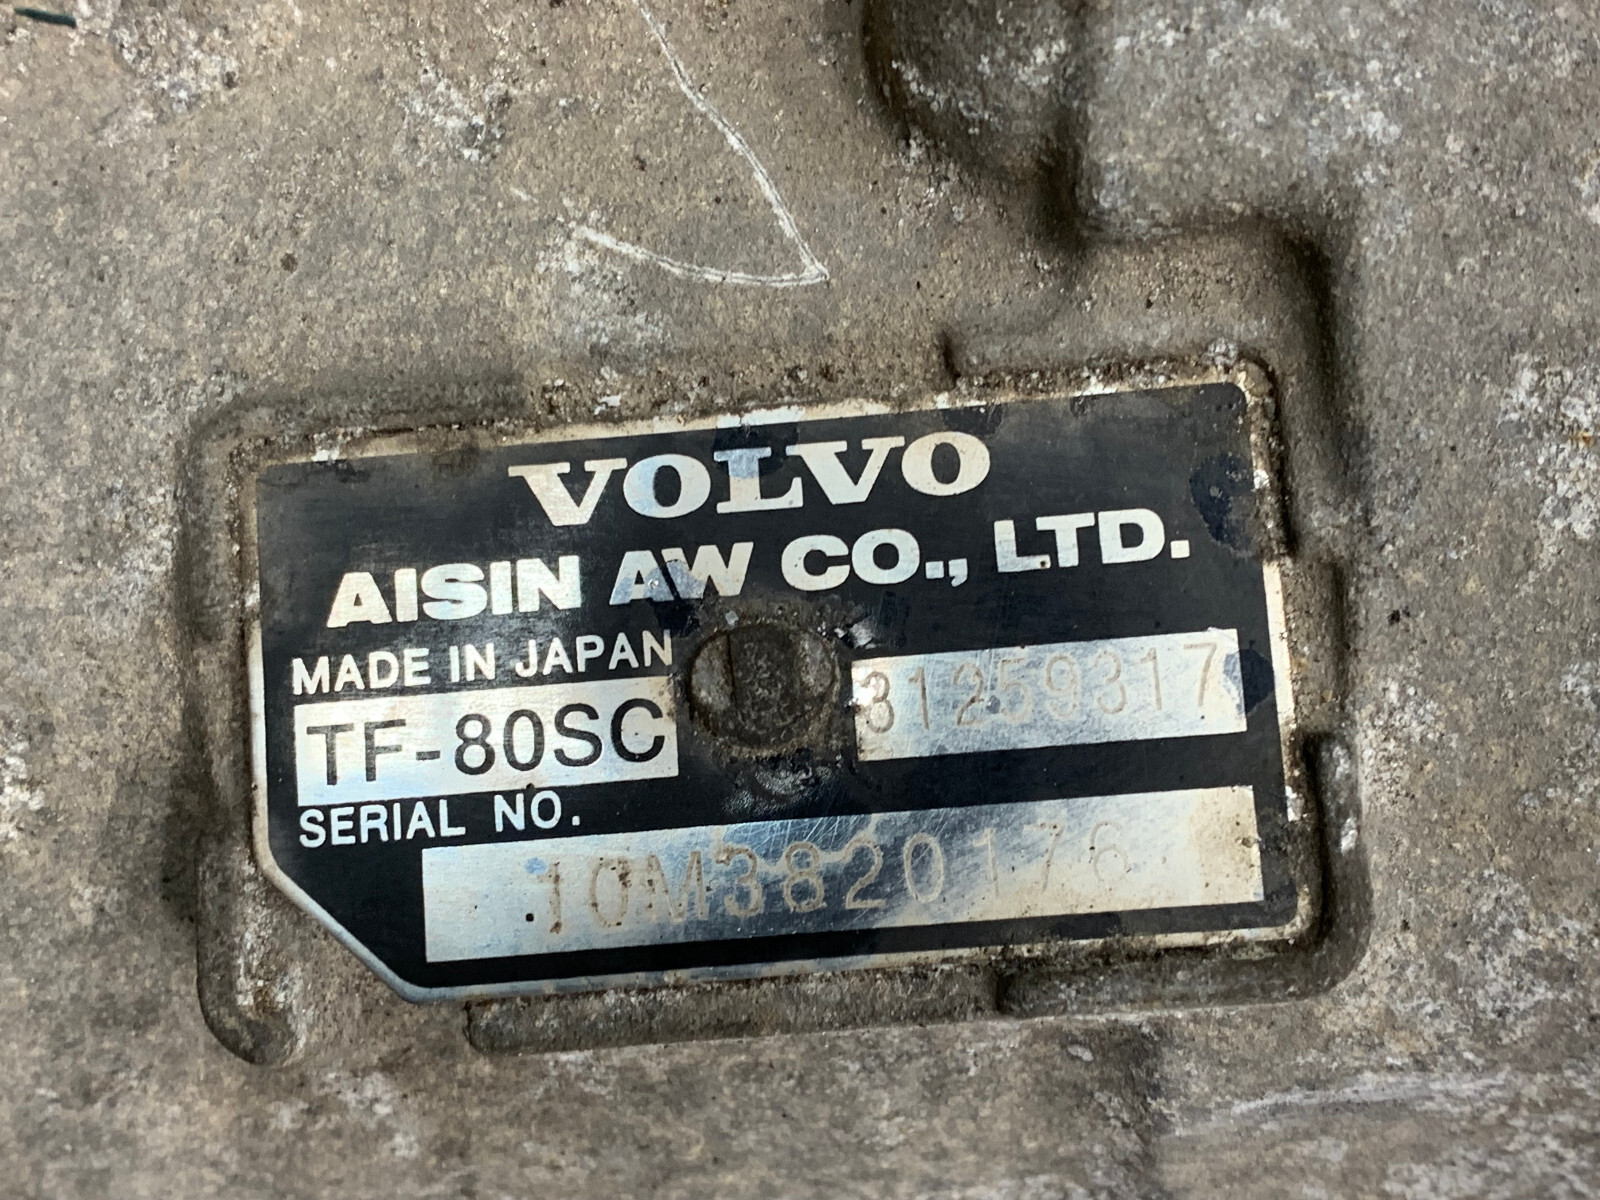 VOLVO
AISIN AW CO., LTD.
MADE IN JAPAN
TF-80SC
31259317
SERIAL NO.
10M3820176